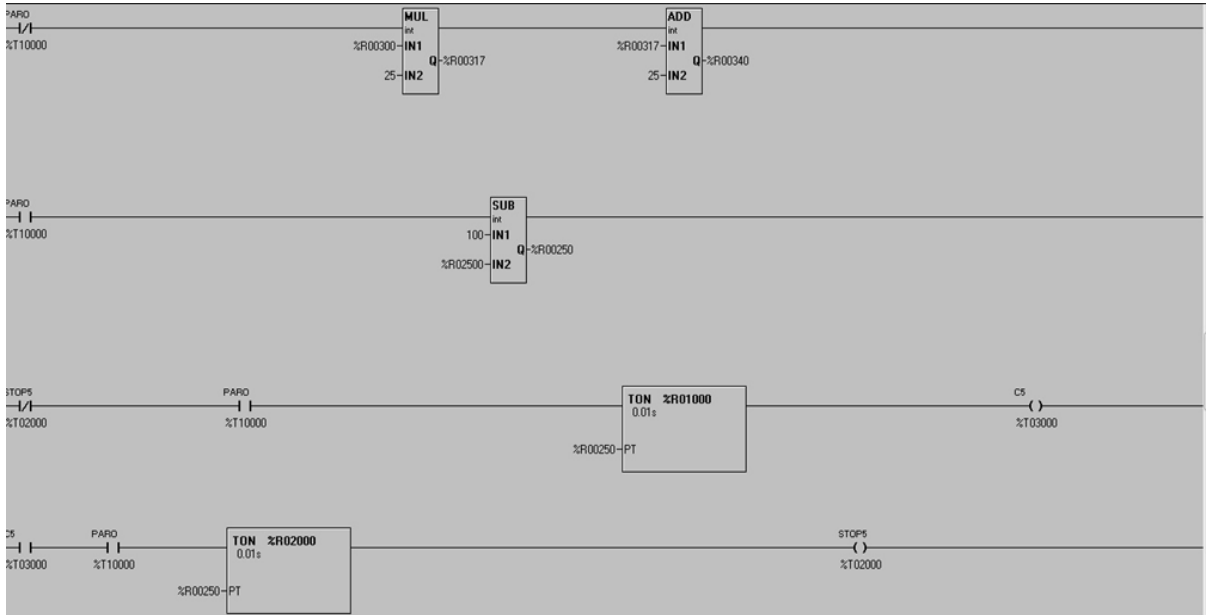 PARO
%T10000
MUL
int
%R00300 IN1
Q %R00317
25 IN2
ADD
int
%R00317 IN1
Q %R00340
25 IN2
PARO
%T10000
SUB
int
100 IN1
Q %R00250
%R02500 IN2
STOP5
%T02000
PARO
%T10000
TON %R01000
0.01s
%R00250 PT
C5
%T03000
C5
%T03000
PARO
%T10000
TON %R02000
0.01s
%R00250 PT
STOP5
%T02000